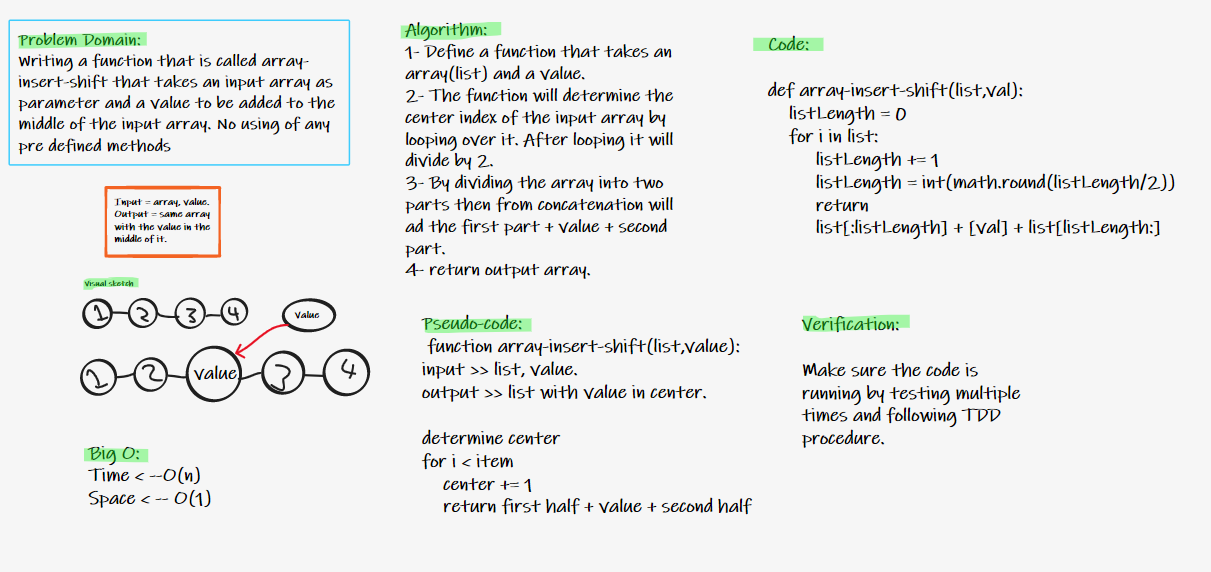 Problem Domain:
Writing a function that is called array-
insert-shift that takes an input array as
parameter and a value to be added to the
middle of the input array. No using of any
pre defined methods
Input = array, value.
Output = same array
with the value in the
middle of it.
Visual sketch
1 2 3 4
Value
1 2 value 3 4
Big O:
Time < --O(n)
Space < -- O(1)
Algorithm:
1- Define a function that takes an
array(list) and a value.
2- The function will determine the
center index of the input array by
looping over it. After looping it will
divide by 2.
3- By dividing the array into two
parts then from concatenation will
ad the first part + value + second
part.
4- return output array.
Pseudo-code:
function array-insert-shift(list,value):
input >> list, value.
output >> list with value in center.
determine center
for i < item
center += 1
return first half + value + second half
Code:
def array-insert-shift(list,val):
listLength = 0
for i in list:
listLength += 1
listLength = int(math.round(listLength/2))
return
list[:listLength] + [val] + list[listLength:]
Verification:
Make sure the code is
running by testing multiple
times and following TDD
procedure.